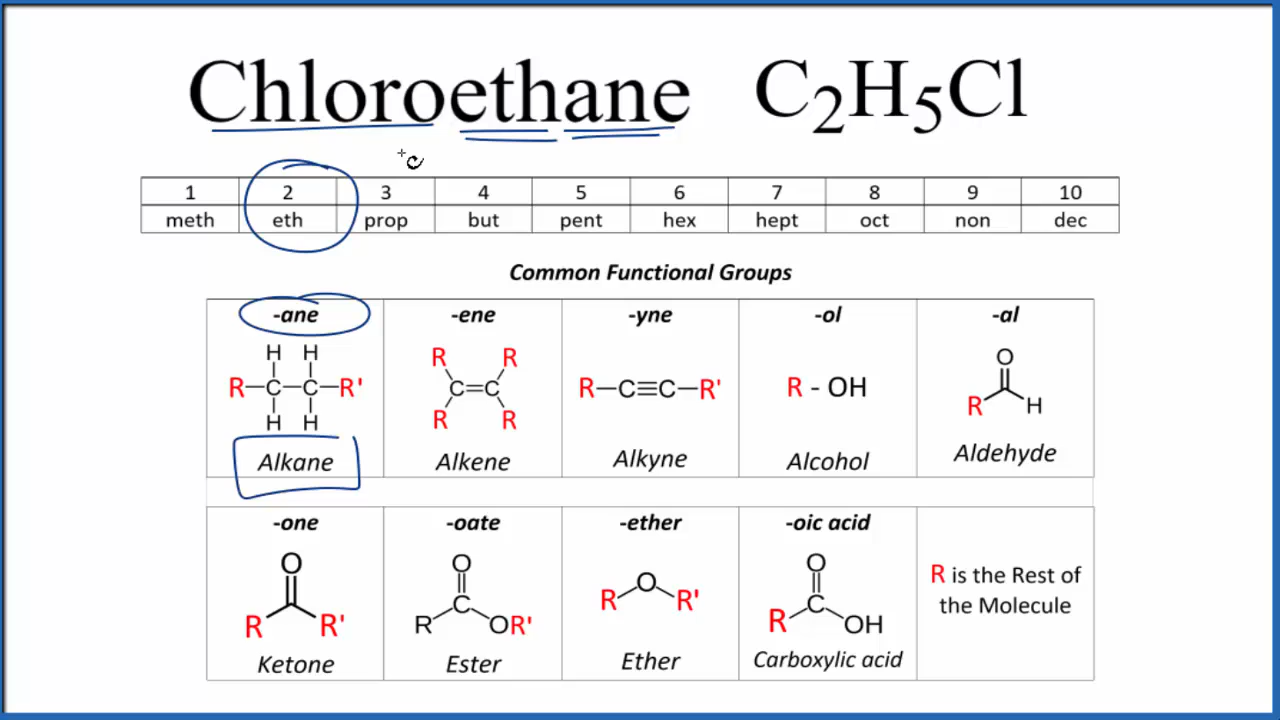 Chloroethane C₂H₅Cl
1 2 3 4 5 6 7 8 9 10
meth eth prop but pent hex hept oct non dec
Common Functional Groups
-ane -ene -yne -ol -al
H H R R O
R-C-C-R' C=C R-C≡C-R' R - OH
H H R R R H
Alkane Alkene Alkyne Alcohol Aldehyde
-one -oate -ether -oic acid
O O O O
R is the Rest of
C C
the Molecule
R R' R OR' R R' R OH
Ketone Ester Ether Carboxylic acid